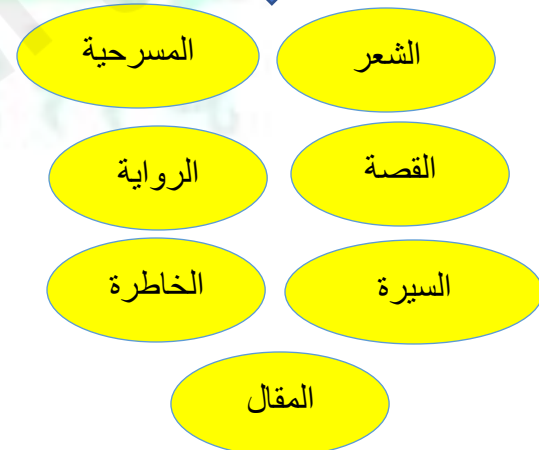 الشعر
المسرحية
القصة
الرواية
السيرة
الخاطرة
المقال